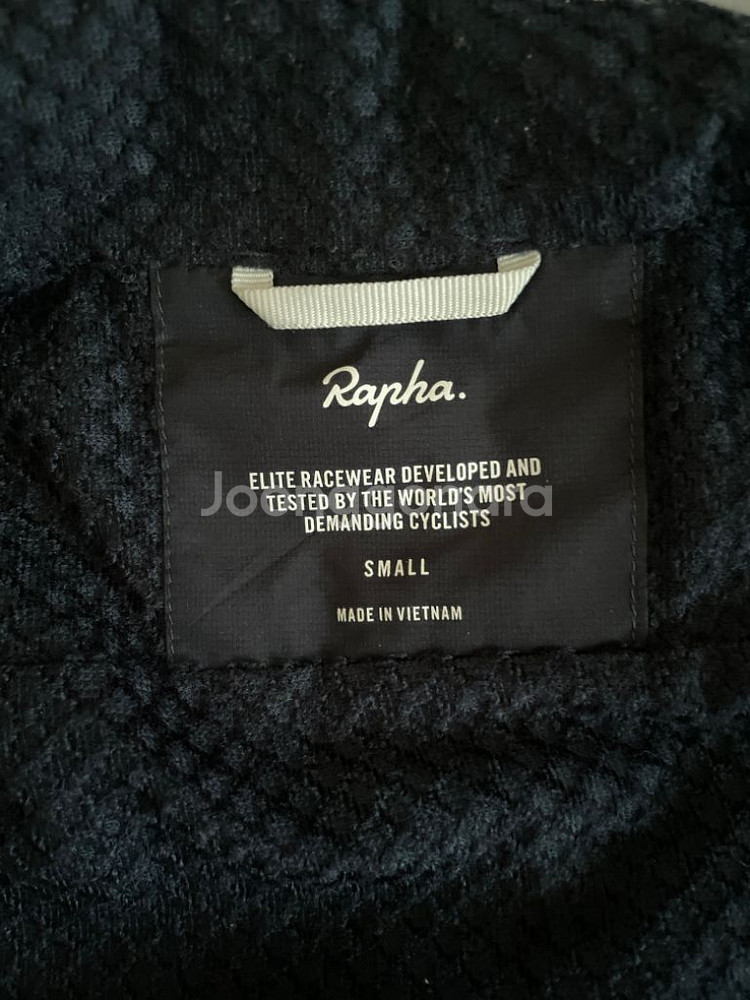 Rapha.
ELITE RACEWEAR DEVELOPED AND
TESTED BY THE WORLD'S MOST
DEMANDING CYCLISTS
SMALL
MADE IN VIETNAM